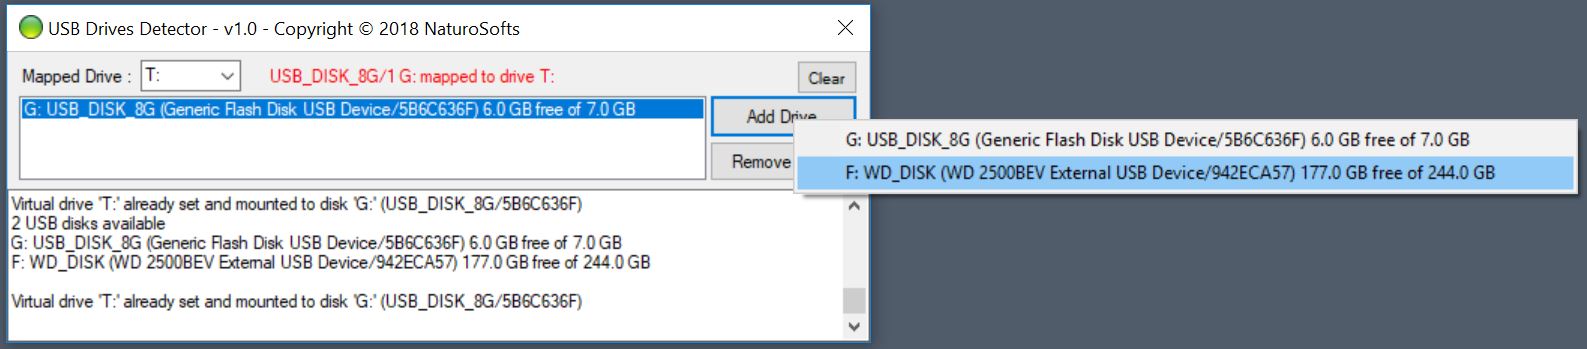 USB Drives Detector - v1.0 - Copyright © 2018 NaturoSofts
Mapped Drive : T: USB_DISK_8G/1 G: mapped to drive T: Clear
G: USB_DISK_8G (Generic Flash Disk USB Device/5B6C636F) 6.0 GB free of 7.0 GB
Add Drive
G: USB_DISK_8G (Generic Flash Disk USB Device/5B6C636F) 6.0 GB free of 7.0 GB
Remove
F: WD_DISK (WD 2500BEV External USB Device/942ECA57) 177.0 GB free of 244.0 GB
Virtual drive 'T:' already set and mounted to disk 'G:' (USB_DISK_8G/5B6C636F)
2 USB disks available
G: USB_DISK_8G (Generic Flash Disk USB Device/5B6C636F) 6.0 GB free of 7.0 GB
F: WD_DISK (WD 2500BEV External USB Device/942ECA57) 177.0 GB free of 244.0 GB
Virtual drive 'T:' already set and mounted to disk 'G:' (USB_DISK_8G/5B6C636F)